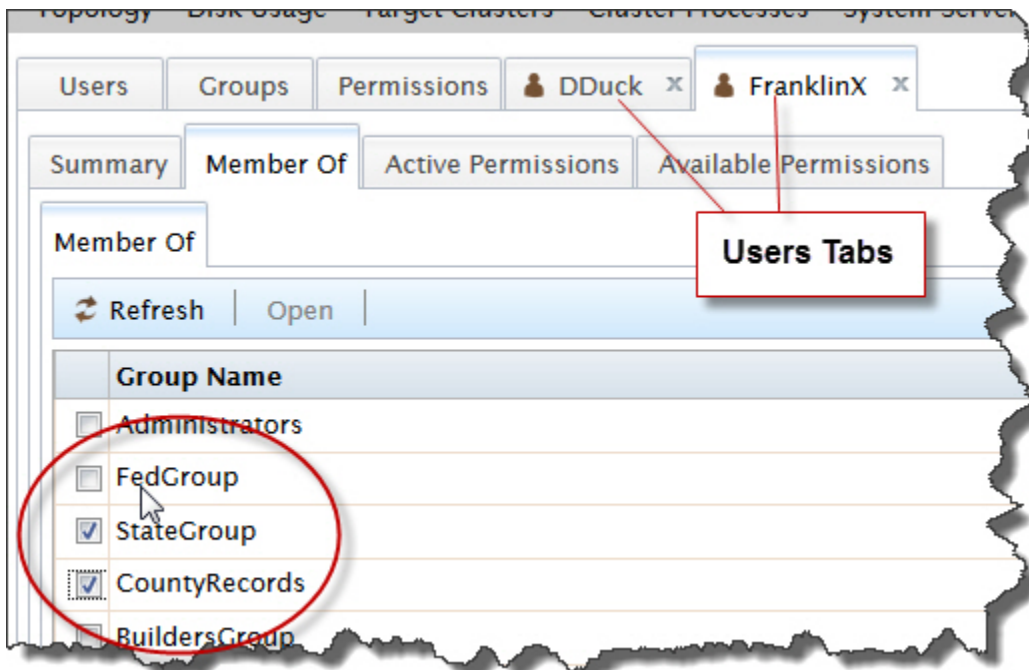 Topology Disk Usage Target Clusters Cluster Processes System Server
Users Groups Permissions DDuck x FranklinX x
Summary Member Of Active Permissions Available Permissions
Member Of
Users Tabs
Refresh Open
Group Name
Administrators
FedGroup
StateGroup
CountyRecords
BuildersGroup